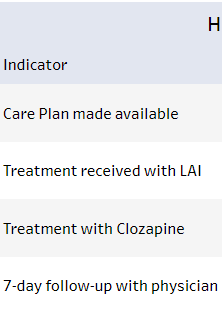 H
Indicator
Care Plan made available
Treatment received with LAI
Treatment with Clozapine
7-day follow-up with physician